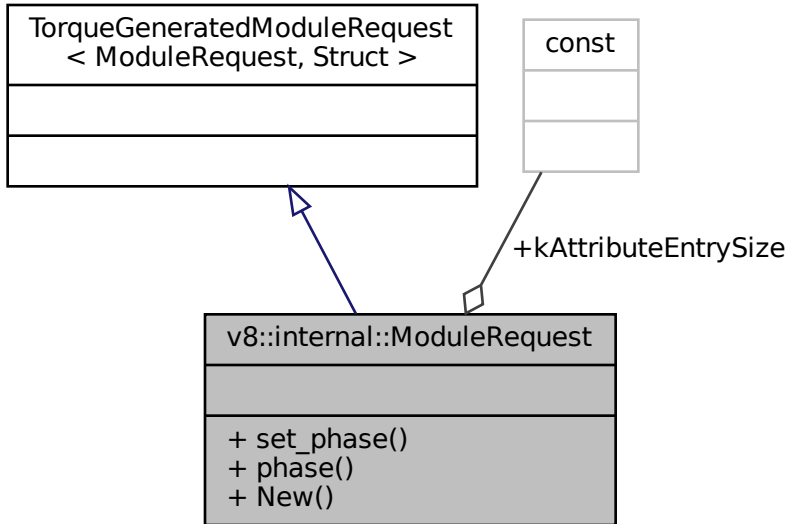 TorqueGeneratedModuleRequest
< ModuleRequest, Struct >
const
+kAttributeEntrySize
v8::internal::ModuleRequest
+ set_phase()
+ phase()
+ New()